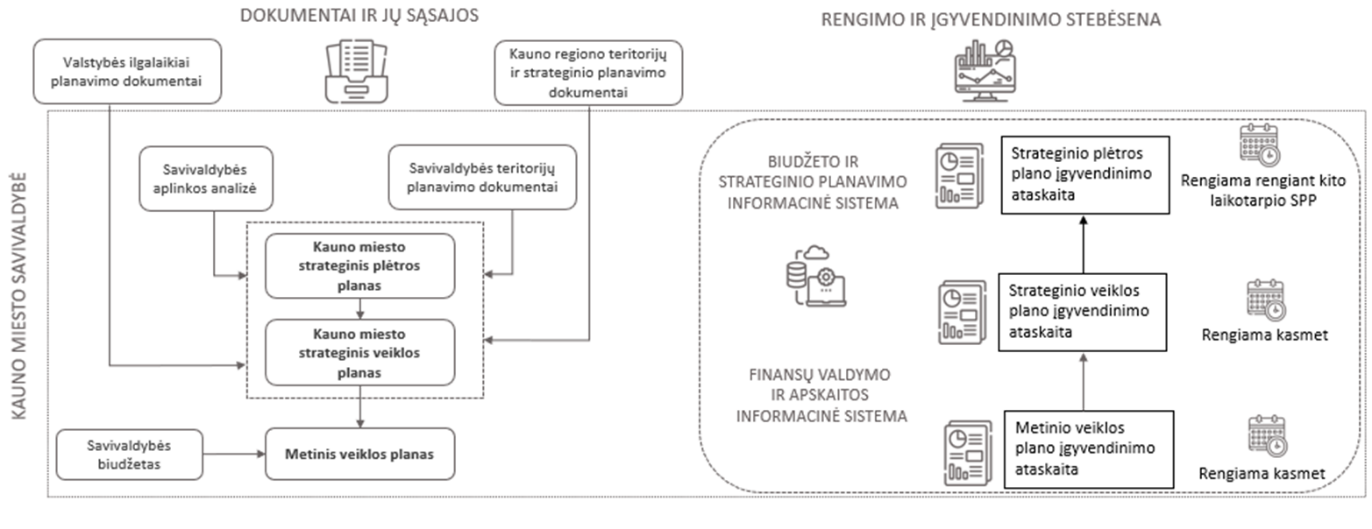 DOKUMENTAI IR JŲ SĄSAJOS
RENGIMO IR ĮGYVENDINIMO STEBĖSENA
Valstybės ilgalaikiai
planavimo dokumentai
Kauno regiono teritorijų
ir strateginio planavimo
dokumentai
KAUNO MIESTO SAVIVALDYBĖ
Savivaldybės
aplinkos analizė
Savivaldybės teritorijų
planavimo dokumentai
Kauno miesto
strateginis plėtros
planas
Kauno miesto
strateginis veiklos
planas
Savivaldybės
biudžetas
Metinis veiklos planas
BIUDŽETO IR
STRATEGINIO PLANAVIMO
INFORMACINĖ SISTEMA
FINANSŲ VALDYMO
IR APSKAITOS
INFORMACINĖ SISTEMA
Strateginio plėtros
plano įgyvendinimo
ataskaita
Rengiama rengiant kito
laikotarpio SPP
Strateginio veiklos
plano įgyvendinimo
ataskaita
Rengiama kasmet
Metinio veiklos
plano įgyvendinimo
ataskaita
Rengiama kasmet